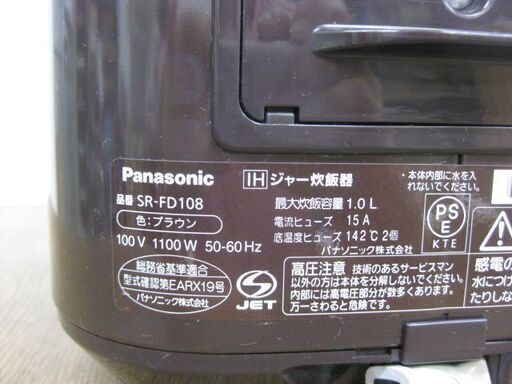 Panasonic
IH ジャー炊飯器
品番 SR-FD108
色：ブラウン
100V 1100W 50-60Hz
最大炊飯容量 1.0L
電流ヒューズ 15A
底温度ヒューズ 142℃ 2個
パナソニック株式会社
・本体内部に水を入
れないでください。
PS
E
KTE
総務省基準適合
型式確認第EARX19号
パナソニック株式会社
S
JET
高圧注意 技術のあるサービスマン
以外の方は本体を分解しないでください。
内部には高電圧部分が数多くあります。
万一さわると危険です。
感電の
水につけ
たりしな